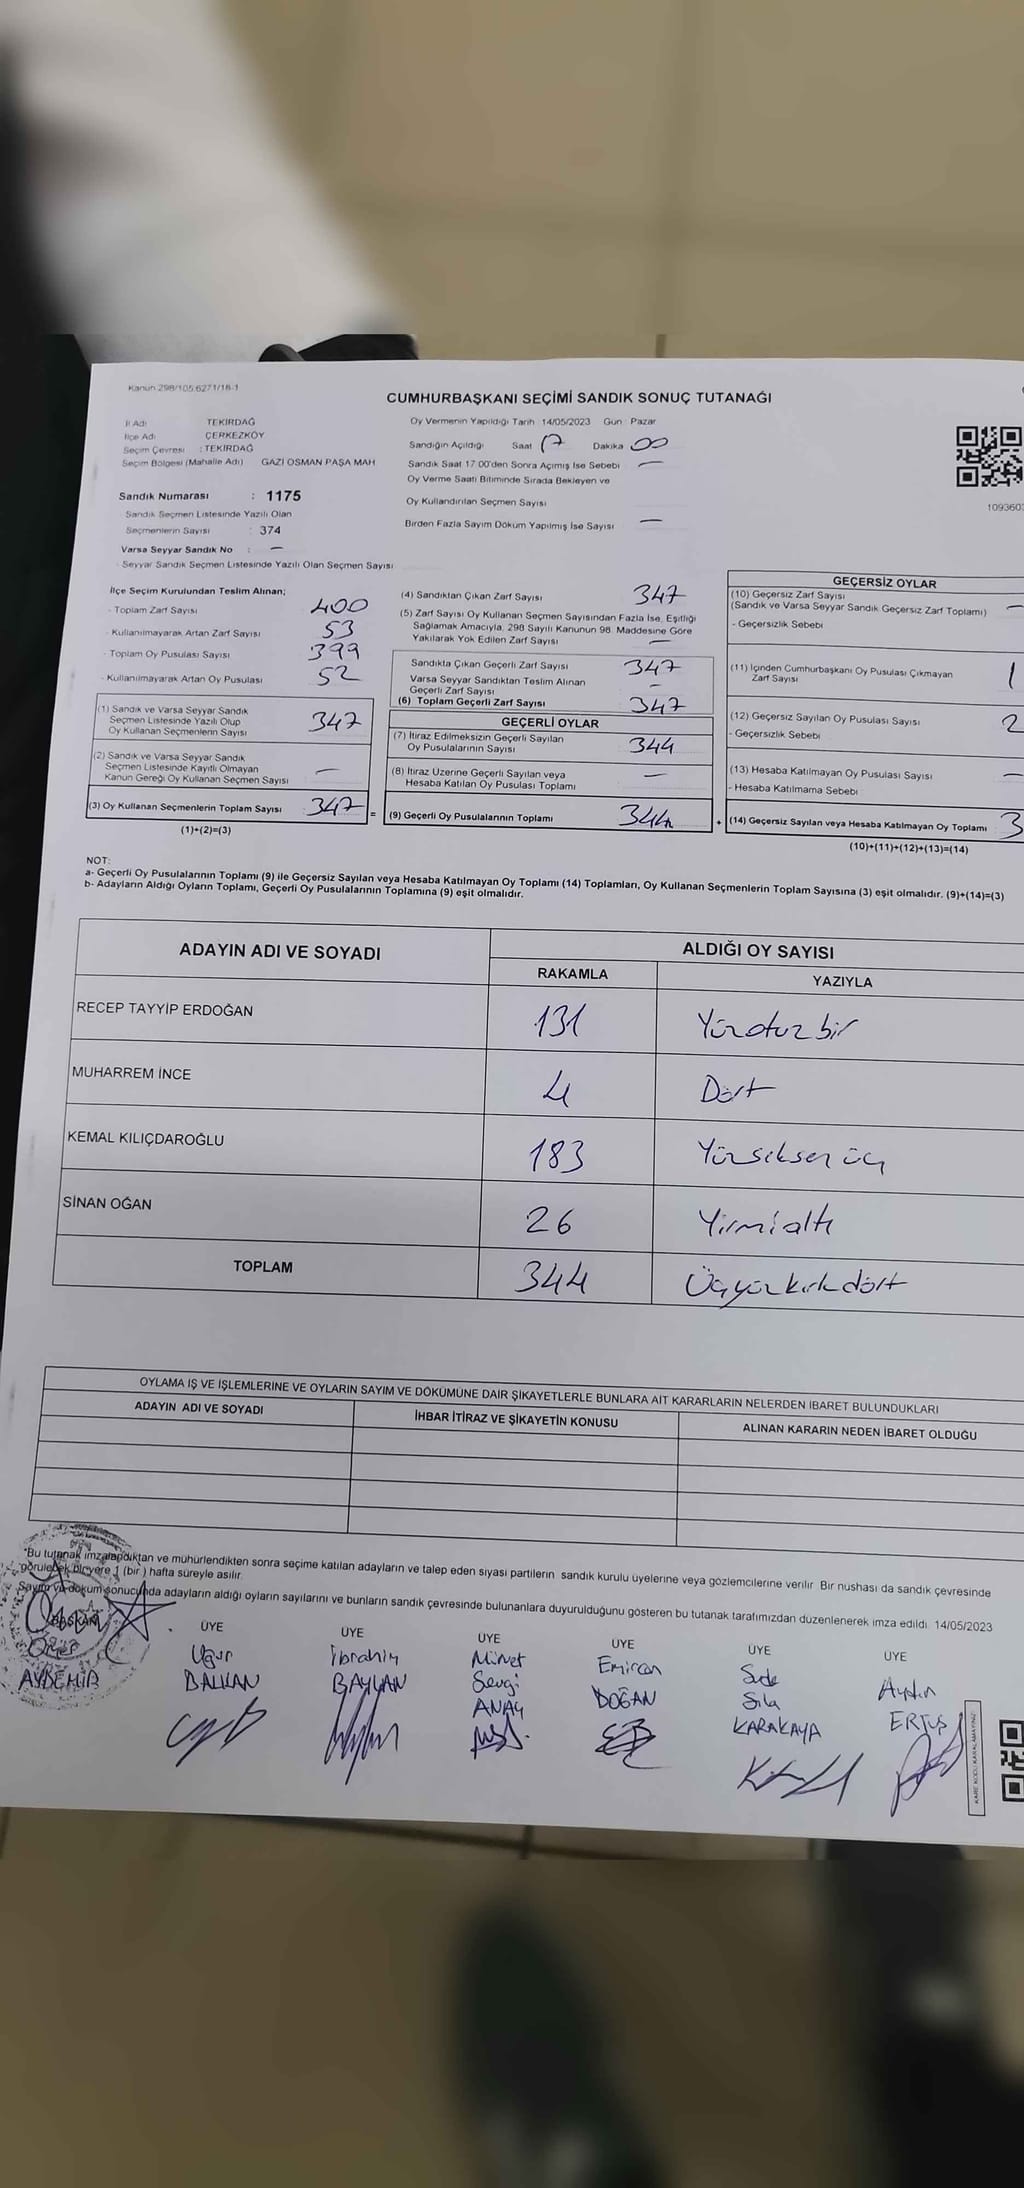 Kanun 298/105 6271/18-1
CUMHURBAŞKANI SEÇİMİ SANDIK SONUÇ TUTANAĞI
İl Adı TEKİRDAĞ
İlçe Adı ÇERKEZKÖY
Seçim Çevresi : TEKİRDAĞ
Seçim Bölgesi (Mahalle Adı) GAZİ OSMAN PAŞA MAH
Oy Vermenin Yapıldığı Tarih 14/05/2023 Gün : Pazar
Sandığın Açıldığı Saat 17 Dakika 00
Sandık Saat 17 00'den Sonra Açılmış İse Sebebi —
Oy Verme Saati Bitiminde Sırada Bekleyen ve
Oy Kullandırılan Seçmen Sayısı
Birden Fazla Sayım Döküm Yapılmış İse Sayısı —
1093603
Sandık Numarası : 1175
- Sandık Seçmen Listesinde Yazılı Olan
Seçmenlerin Sayısı : 374
Varsa Seyyar Sandık No : —
- Seyyar Sandık Seçmen Listesinde Yazılı Olan Seçmen Sayısı
İlçe Seçim Kurulundan Teslim Alınan;
- Toplam Zarf Sayısı 400
- Kullanılmayarak Artan Zarf Sayısı 53
- Toplam Oy Pusulası Sayısı 399
- Kullanılmayarak Artan Oy Pusulası 52
(1) Sandık ve Varsa Seyyar Sandık
Seçmen Listesinde Yazılı Olup
Oy Kullanan Seçmenlerin Sayısı 347
(2) Sandık ve Varsa Seyyar Sandık
Seçmen Listesinde Kayıtlı Olmayan
Kanun Gereği Oy Kullanan Seçmen Sayısı —
(3) Oy Kullanan Seçmenlerin Toplam Sayısı 347 =
(1)+(2)=(3)
(4) Sandıktan Çıkan Zarf Sayısı 347
(5) Zarf Sayısı Oy Kullanan Seçmen Sayısından Fazla İse, Eşitliği
Sağlamak Amacıyla, 298 Sayılı Kanunun 98. Maddesine Göre
Yakılarak Yok Edilen Zarf Sayısı —
Sandıkta Çıkan Geçerli Zarf Sayısı 347
Varsa Seyyar Sandıktan Teslim Alınan
Geçerli Zarf Sayısı —
(6) Toplam Geçerli Zarf Sayısı 347
GEÇERLİ OYLAR
(7) İtiraz Edilmeksizin Geçerli Sayılan
Oy Pusulalarının Sayısı 344
(8) İtiraz Üzerine Geçerli Sayılan veya
Hesaba Katılan Oy Pusulası Toplamı —
(9) Geçerli Oy Pusulalarının Toplamı 344 +
GEÇERSİZ OYLAR
(10) Geçersiz Zarf Sayısı
(Sandık ve Varsa Seyyar Sandık Geçersiz Zarf Toplamı) —
- Geçersizlik Sebebi
(11) İçinden Cumhurbaşkanı Oy Pusulası Çıkmayan
Zarf Sayısı 1
(12) Geçersiz Sayılan Oy Pusulası Sayısı 2
- Geçersizlik Sebebi
(13) Hesaba Katılmayan Oy Pusulası Sayısı —
- Hesaba Katılmama Sebebi
(14) Geçersiz Sayılan veya Hesaba Katılmayan Oy Toplamı 3
(10)+(11)+(12)+(13)=(14)
NOT:
a- Geçerli Oy Pusulalarının Toplamı (9) ile Geçersiz Sayılan veya Hesaba Katılmayan Oy Toplamı (14) Toplamları, Oy Kullanan Seçmenlerin Toplam Sayısına (3) eşit olmalıdır. (9)+(14)=(3)
b- Adayların Aldığı Oyların Toplamı, Geçerli Oy Pusulalarının Toplamına (9) eşit olmalıdır.
ADAYIN ADI VE SOYADI ALDIĞI OY SAYISI
RAKAMLA YAZIYLA
RECEP TAYYİP ERDOĞAN 131 Yüzotuzbir
MUHARREM İNCE 4 Dört
KEMAL KILIÇDAROĞLU 183 Yüzseksen üç
SİNAN OĞAN 26 Yirmialtı
TOPLAM 344 Üçyüzkırkdört
OYLAMA İŞ VE İŞLEMLERİNE VE OYLARIN SAYIM VE DÖKÜMÜNE DAİR ŞİKAYETLERLE BUNLARA AİT KARARLARIN NELERDEN İBARET BULUNDUKLARI
ADAYIN ADI VE SOYADI İHBAR İTİRAZ VE ŞİKAYETİN KONUSU ALINAN KARARIN NEDEN İBARET OLDUĞU
*Bu tutanak imzalandıktan ve mühürlendikten sonra seçime katılan adayların ve talep eden siyasi partilerin sandık kurulu üyelerine veya gözlemcilerine verilir Bir nushası da sandık çevresinde
görülecek bir yere 1 (bir ) hafta süreyle asılır.
Sayım ve döküm sonucunda adayların aldığı oyların sayılarını ve bunların sandık çevresinde bulunanlara duyurulduğunu gösteren bu tutanak tarafımızdan düzenlenerek imza edildi 14/05/2023
BAŞKAN ÜYE ÜYE ÜYE ÜYE ÜYE ÜYE
Ömer AYDEMİR
Uğur BALKAN
İbrahim BAYLAN
Mürvet Sevgi ANAY
Emircan DOĞAN
Sude Sıla KARAKAYA
Aydın ERTUŞ
KARE KODU KARALAMAYINIZ